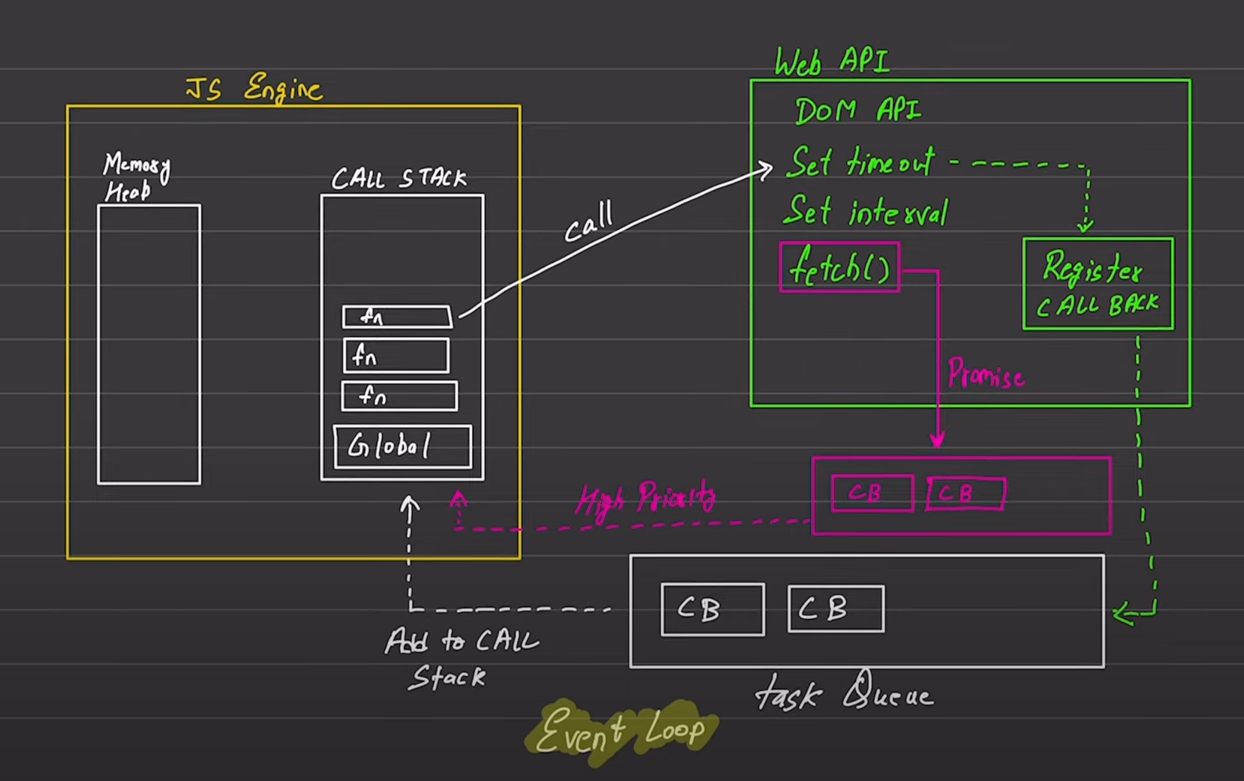 Web API
JS Engine
DOM API
Memory
Heap
CALL STACK
Set timeout
call
Set interval
fetch()
Register
CALL BACK
fn
fn
fn
Promise
Global
High Priority
CB
CB
CB
CB
Add to CALL
Stack
task Queue
Event Loop